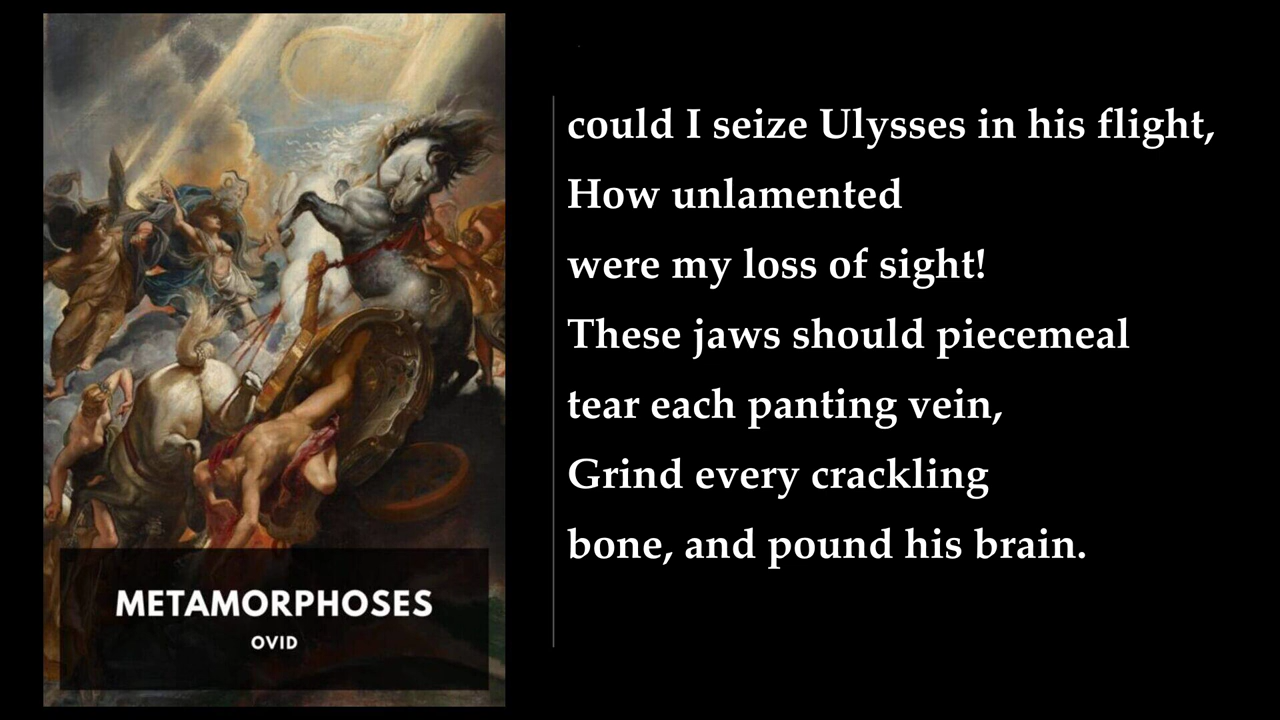 METAMORPHOSES
OVID
could I seize Ulysses in his flight,
How unlamented
were my loss of sight!
These jaws should piecemeal
tear each panting vein,
Grind every crackling
bone, and pound his brain.